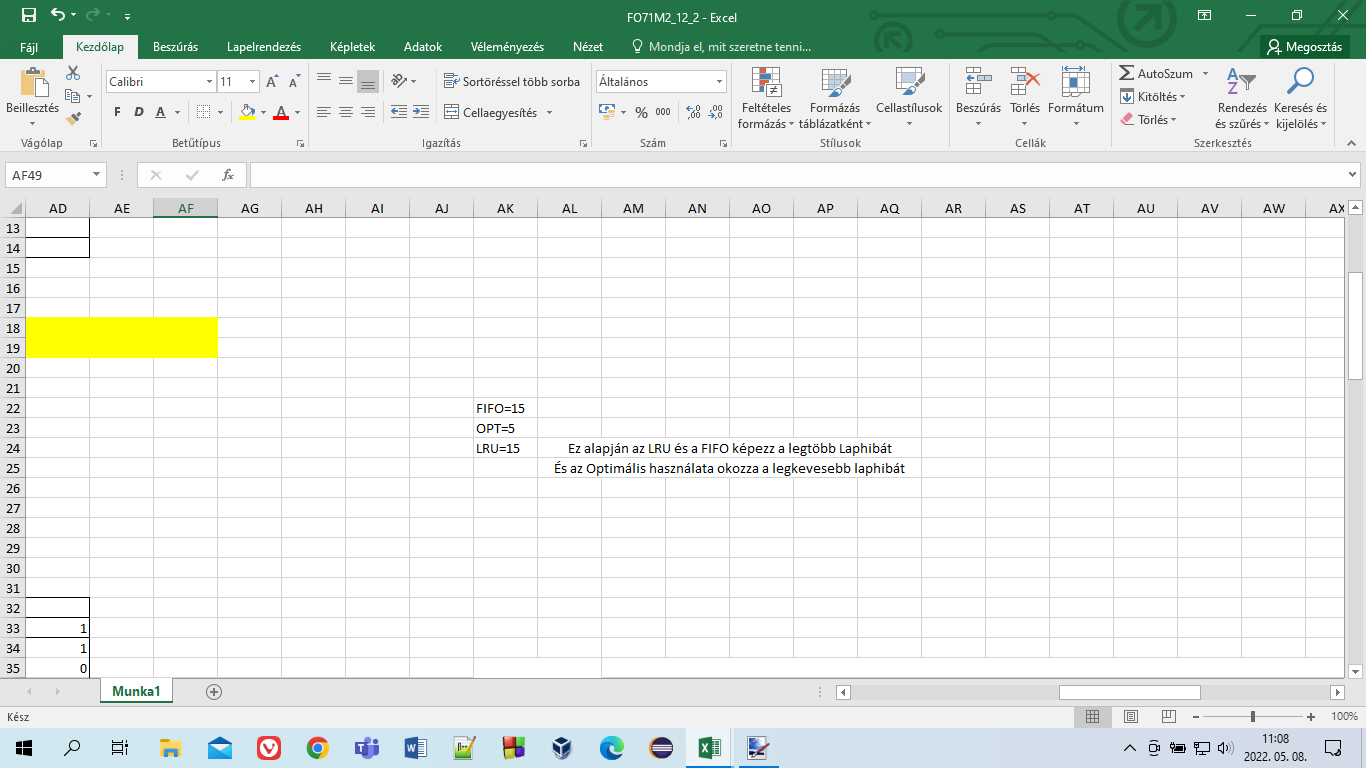 FO71M2_12_2 - Excel
Fájl Kezdőlap Beszúrás Lapelrendezés Képletek Adatok Véleményezés Nézet Mondja el, mit szeretne tenni... Megosztás
Beillesztés
Calibri 11
F D A
Sortöréssel több sorba
Cellaegyesítés
Általános
% 000
Feltételes formázás
Formázás táblázatként
Cellastílusok
Beszúrás Törlés Formátum
AutoSzum
Kitöltés
Törlés
Rendezés és szűrés
Keresés és kijelölés
Vágólap Betűtípus Igazítás Szám Stílusok Cellák Szerkesztés
AF49 fx
AD AE AF AG AH AI AJ AK AL AM AN AO AP AQ AR AS AT AU AV AW AX
13
14
15
16
17
18
19
20
21
22 FIFO=15
23 OPT=5
24 LRU=15 Ez alapján az LRU és a FIFO képezz a legtöbb Laphibát
25 És az Optimális használata okozza a legkevesebb laphibát
26
27
28
29
30
31
32
33 1
34 1
35 0
Munka1
Kész 100%
11:08
2022. 05. 08.